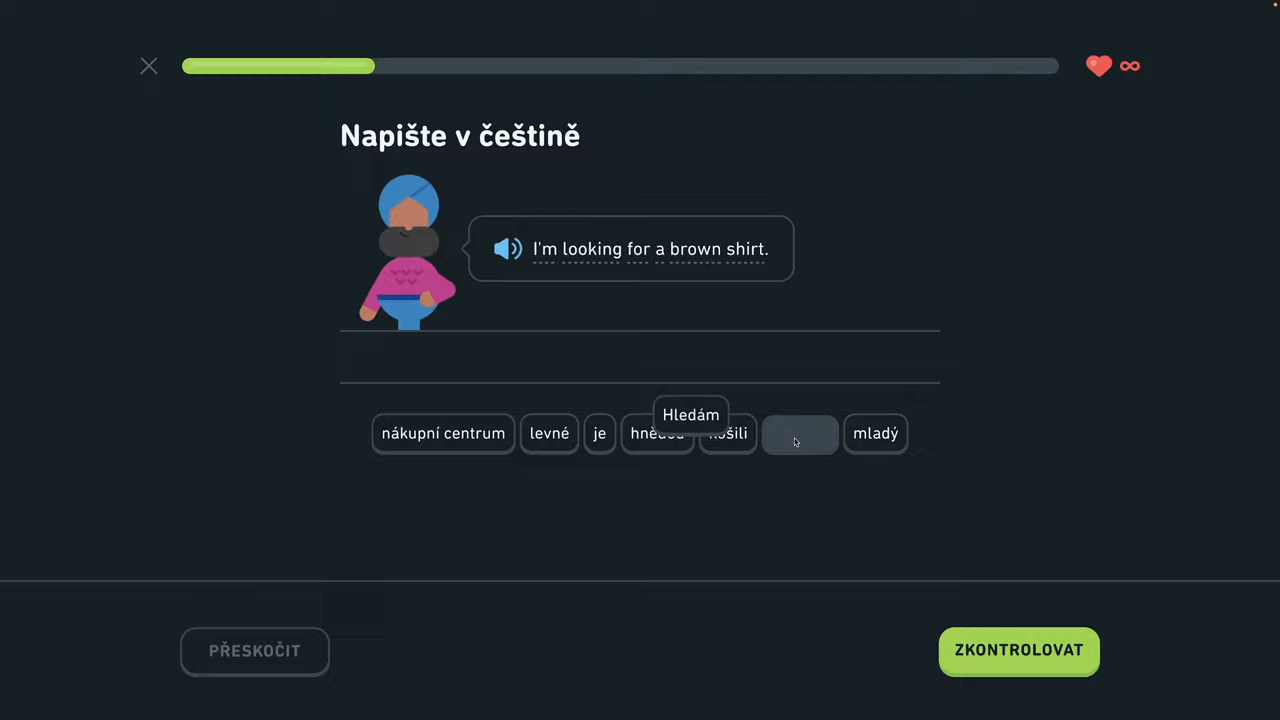 Napište v češtině
I'm looking for a brown shirt.
Hledám
nákupní centrum levné je mladý
PŘESKOČIT
ZKONTROLOVAT